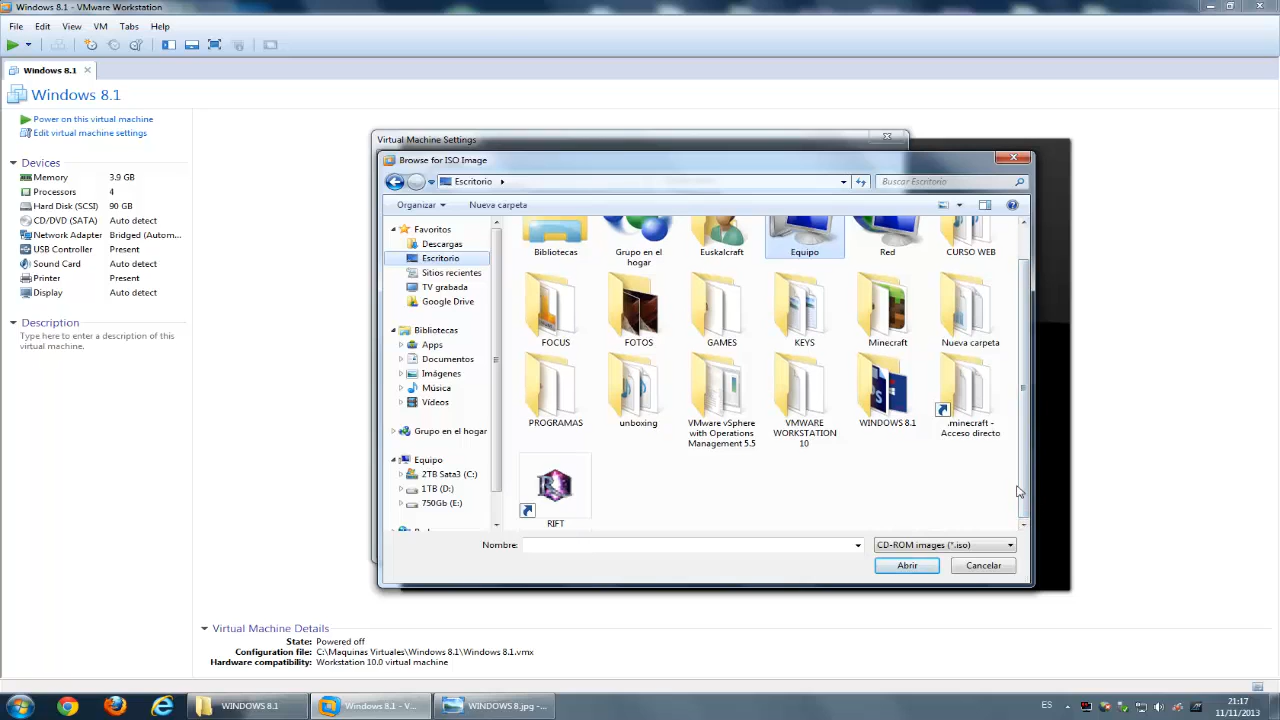 Windows 8.1 - VMware Workstation
File Edit View VM Tabs Help
Windows 8.1
Windows 8.1
Power on this virtual machine
Edit virtual machine settings
Devices
Memory 3.9 GB
Processors 4
Hard Disk (SCSI) 90 GB
CD/DVD (SATA) Auto detect
Network Adapter Bridged (Autom...
USB Controller Present
Sound Card Auto detect
Printer Present
Display Auto detect
Description
Type here to enter a description of this
virtual machine.
Virtual Machine Settings
Browse for ISO Image
Escritorio
Buscar Escritorio
Organizar Nueva carpeta
Favoritos
Descargas
Escritorio
Sitios recientes
TV grabada
Google Drive
Bibliotecas
Apps
Documentos
Imágenes
Música
Vídeos
Grupo en el hogar
Equipo
2TB Sata3 (C:)
1TB (D:)
750Gb (E:)
Bibliotecas
Grupo en el
hogar
Euskalcraft
Equipo
Red
CURSO WEB
FOCUS
FOTOS
GAMES
KEYS
Minecraft
Nueva carpeta
PROGRAMAS
unboxing
VMware vSphere
with Operations
Management 5.5
VMWARE
WORKSTATION
10
WINDOWS 8.1
.minecraft -
Acceso directo
RIFT
Nombre:
CD-ROM images (*.iso)
Abrir
Cancelar
Virtual Machine Details
State: Powered off
Configuration file: C:\Maquinas Virtuales\Windows 8.1\Windows 8.1.vmx
Hardware compatibility: Workstation 10.0 virtual machine
WINDOWS 8.1
Windows 8.1 - V...
WINDOWS 8.jpg -...
ES
21:17
11/11/2013